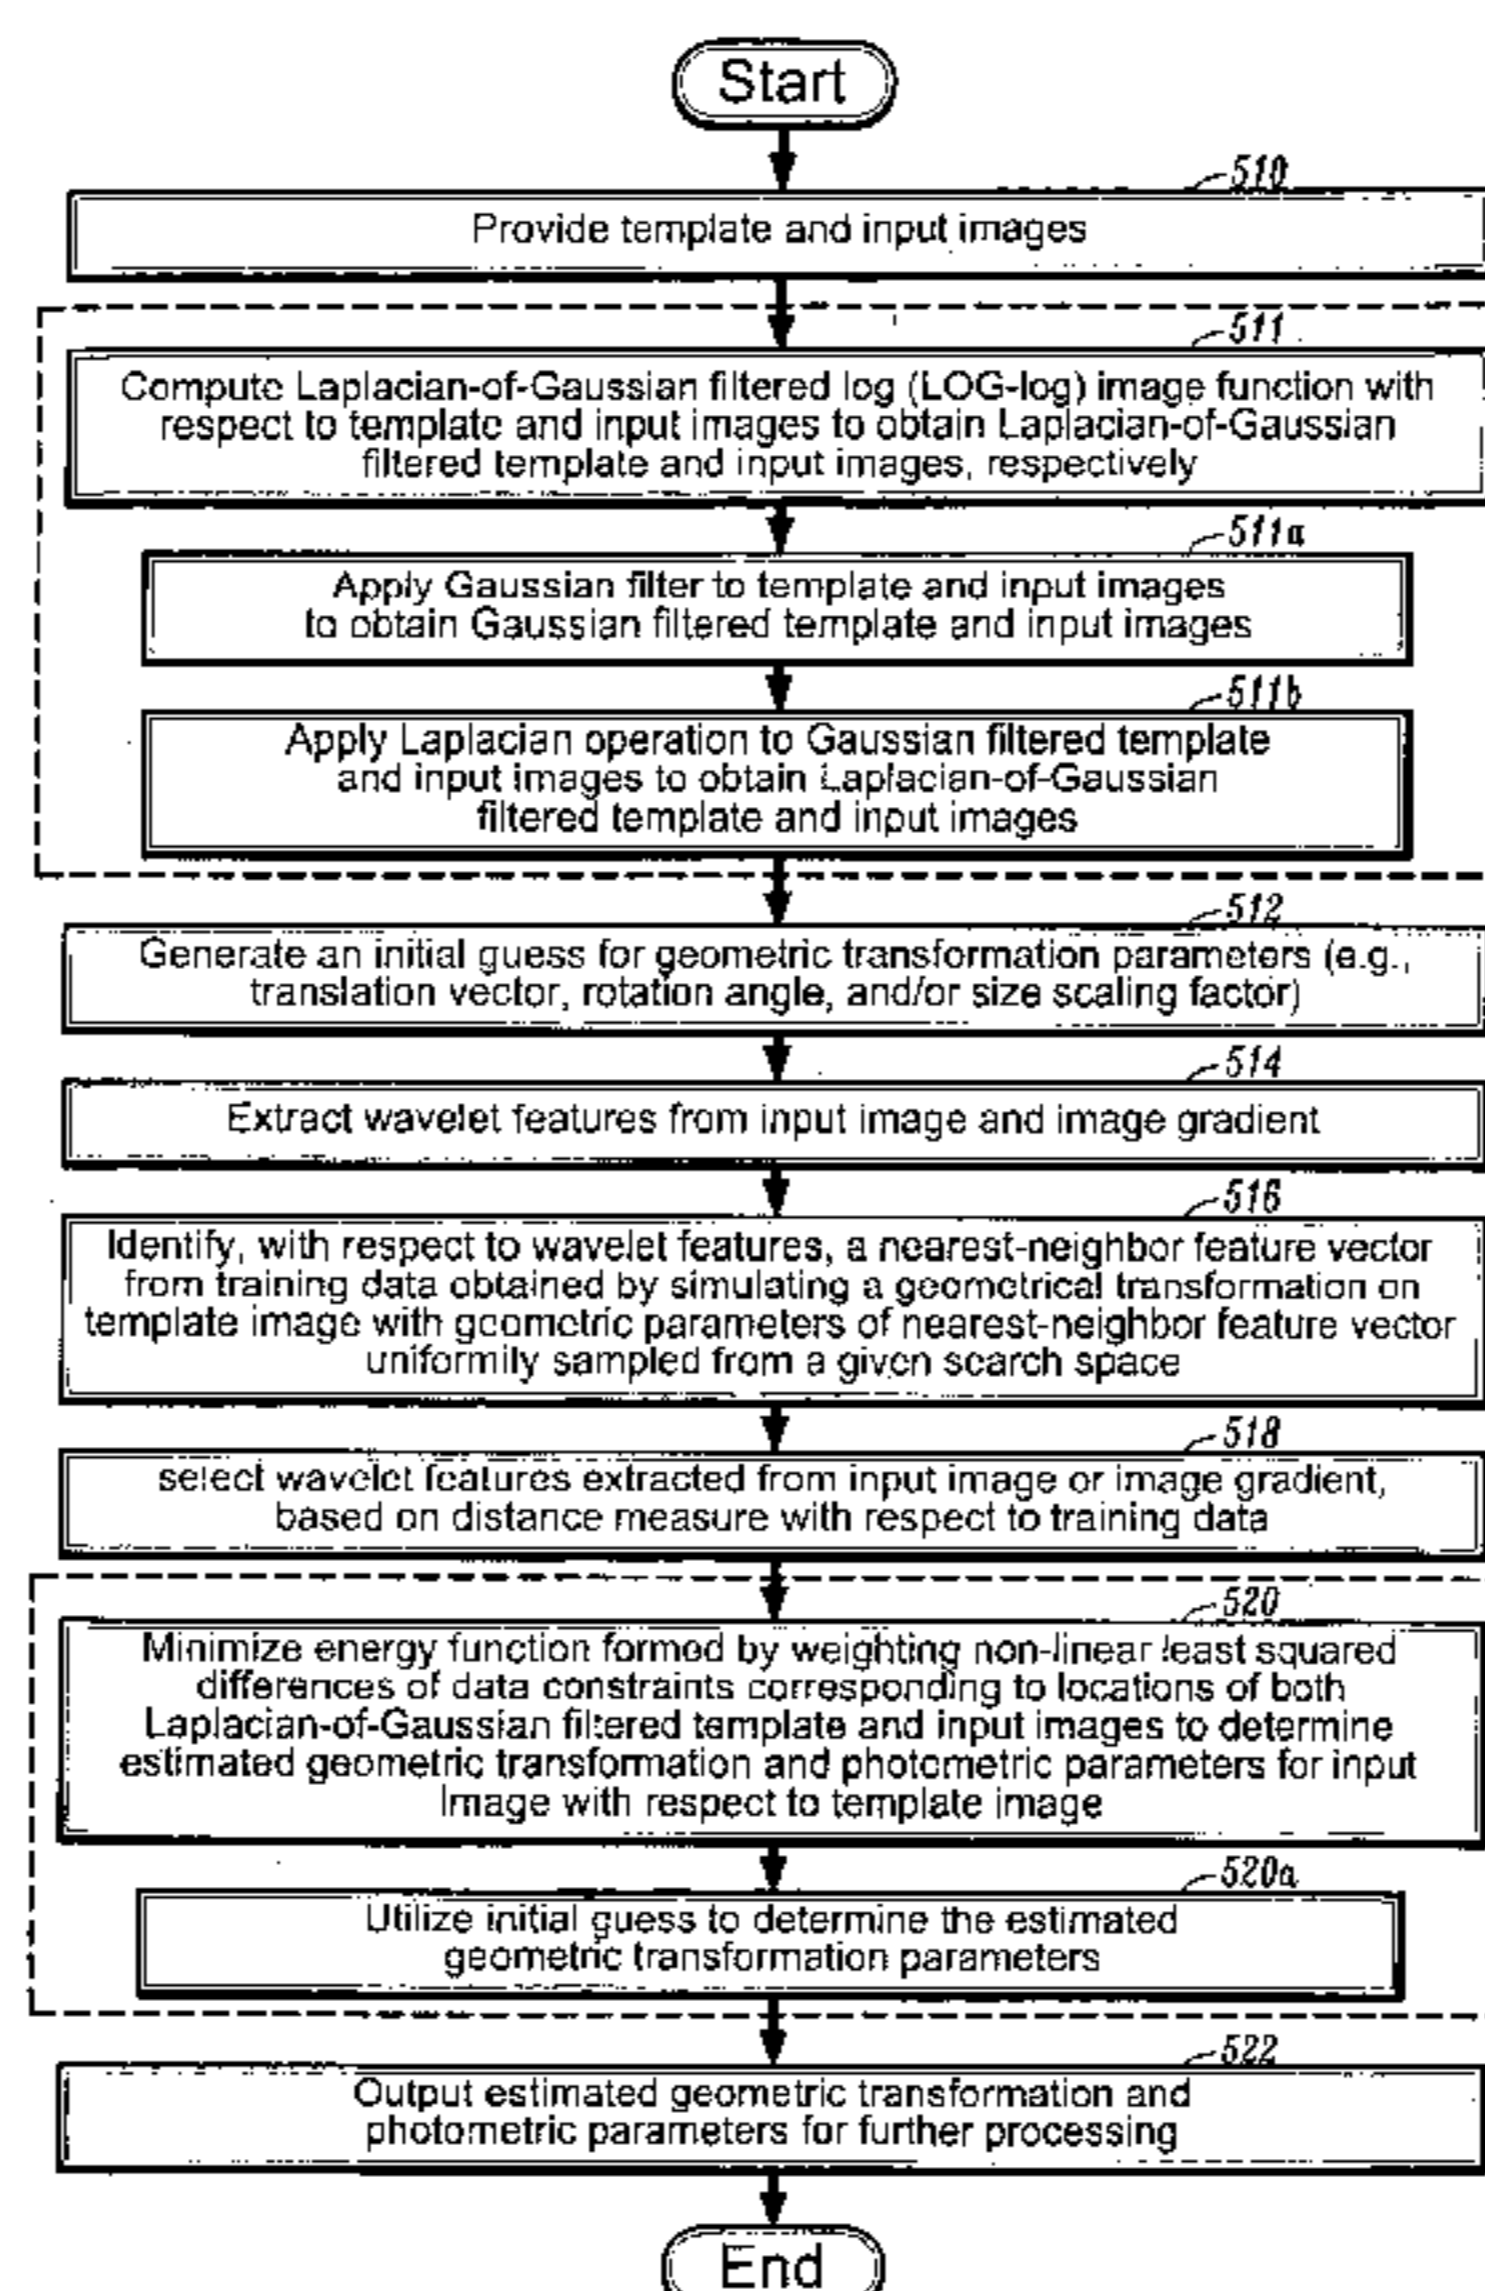 Start
510
Provide template and input images
511
Compute Laplacian-of-Gaussian filtered log (LOG-log) image function with
respect to template and input images to obtain Laplacian-of-Gaussian
filtered template and input images, respectively
511a
Apply Gaussian filter to template and input images
to obtain Gaussian filtered template and input images
511b
Apply Laplacian operation to Gaussian filtered template
and input images to obtain Laplacian-of-Gaussian
filtered template and input images
512
Generate an initial guess for geometric transformation parameters (e.g.,
translation vector, rotation angle, and/or size scaling factor)
514
Extract wavelet features from input image and image gradient
516
Identify, with respect to wavelet features, a nearest-neighbor feature vector
from training data obtained by simulating a geometrical transformation on
template image with geometric parameters of nearest-neighbor feature vector
uniformily sampled from a given search space
518
select wavelet features extracted from input image or image gradient,
based on distance measure with respect to training data
520
Minimize energy function formed by weighting non-linear least squared
differences of data constraints corresponding to locations of both
Laplacian-of-Gaussian filtered template and input images to determine
estimated geometric transformation and photometric parameters for input
Image with respect to template image
520a
Utilize initial guess to determine the estimated
geometric transformation parameters
522
Output estimated geometric transformation and
photometric parameters for further processing
End